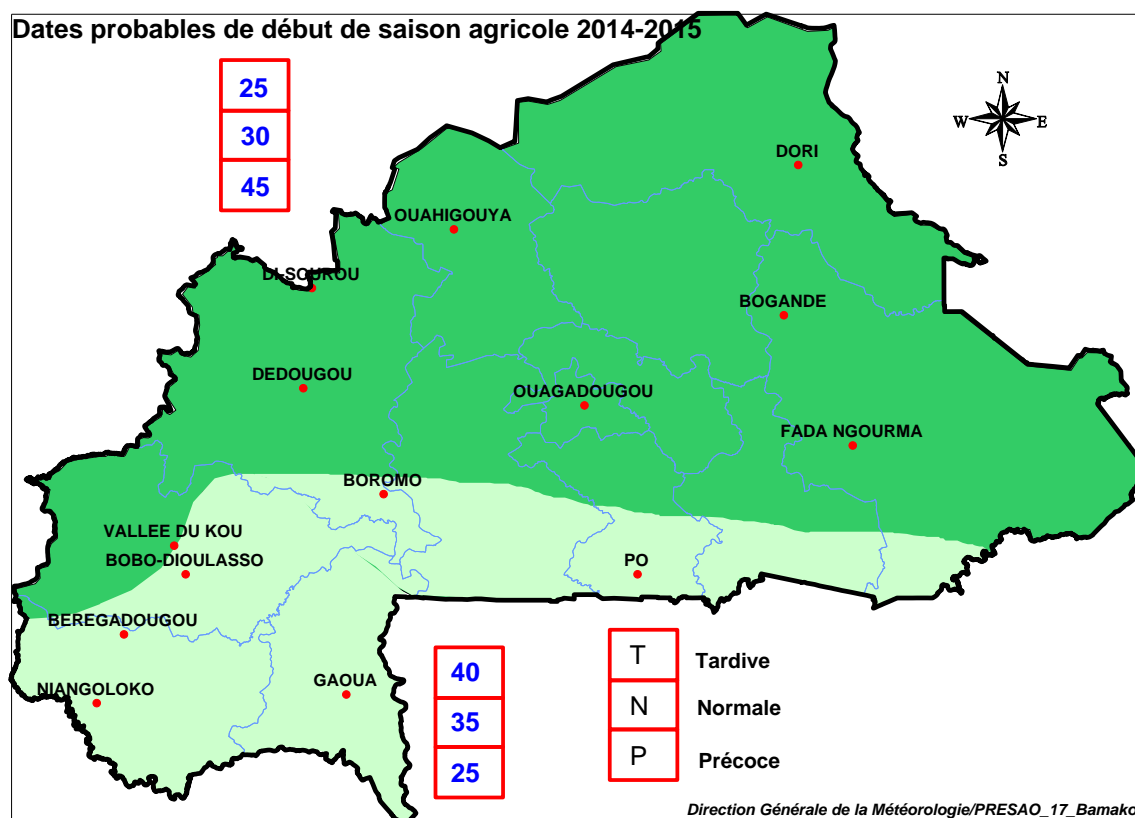 Dates probables de début de saison agricole 2014-2015
25
30
45
N
W E
S
DORI
OUAHIGOUYA
DI-SOUROU
BOGANDE
DEDOUGOU
OUAGADOUGOU
FADA NGOURMA
BOROMO
VALLEE DU KOU
BOBO-DIOULASSO
PO
BEREGADOUGOU
NIANGOLOKO
GAOUA
40
35
25
T Tardive
N Normale
P Précoce
Direction Générale de la Météorologie/PRESAO_17_Bamako